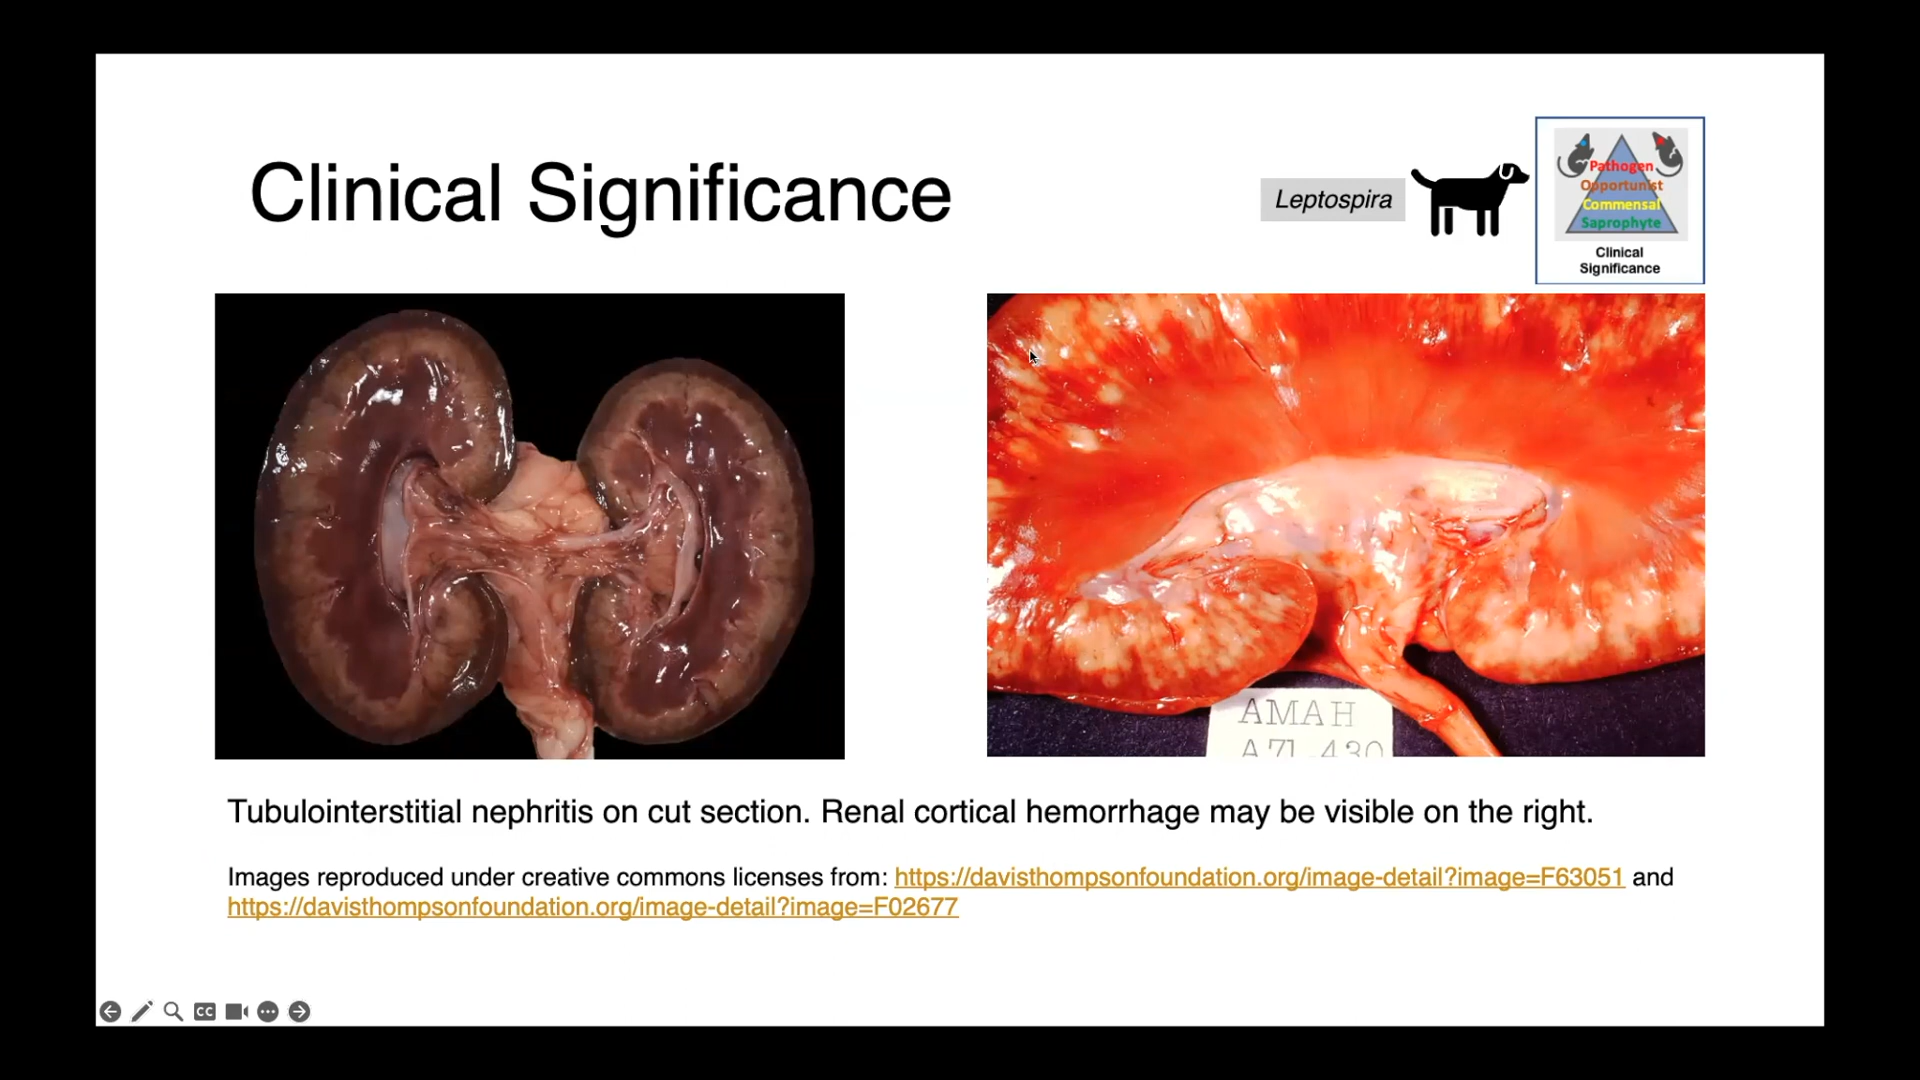 Clinical Significance
Leptospira
Pathogen
Opportunist
Commensal
Saprophyte
Clinical
Significance
AMAH
A71-430
Tubulointerstitial nephritis on cut section. Renal cortical hemorrhage may be visible on the right.
Images reproduced under creative commons licenses from: https://davisthompsonfoundation.org/image-detail?image=F63051 and
https://davisthompsonfoundation.org/image-detail?image=F02677
CC